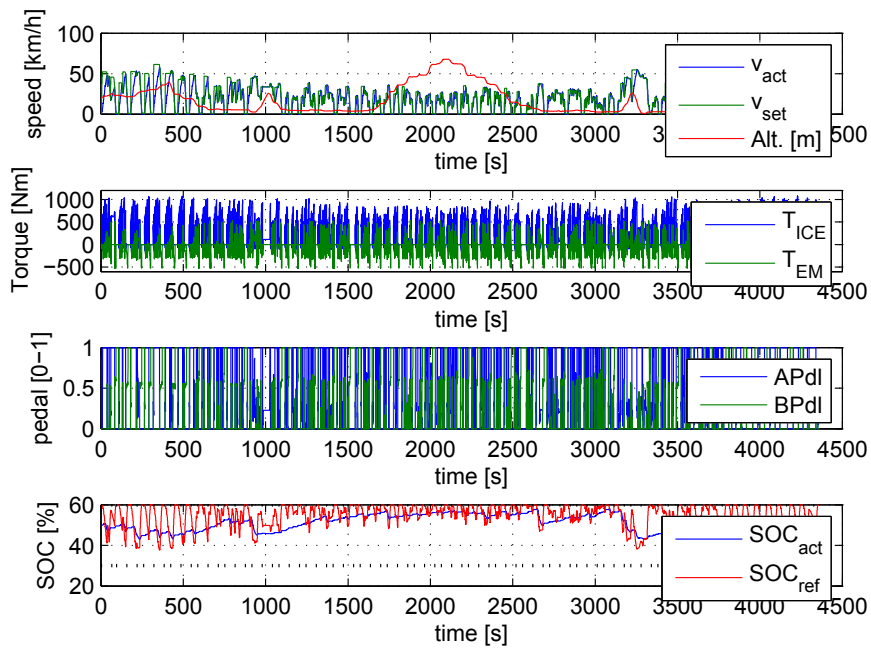 100
50
0
speed [km/h]
0 500 1000 1500 2000 2500 3000 3500 4000 4500
time [s]
v_act
v_set
Alt. [m]
1000
500
0
−500
Torque [Nm]
0 500 1000 1500 2000 2500 3000 3500 4000 4500
time [s]
T_ICE
T_EM
1
0.5
0
pedal [0−1]
0 500 1000 1500 2000 2500 3000 3500 4000 4500
time [s]
APdl
BPdl
60
40
20
SOC [%]
0 500 1000 1500 2000 2500 3000 3500 4000 4500
time [s]
SOC_act
SOC_ref